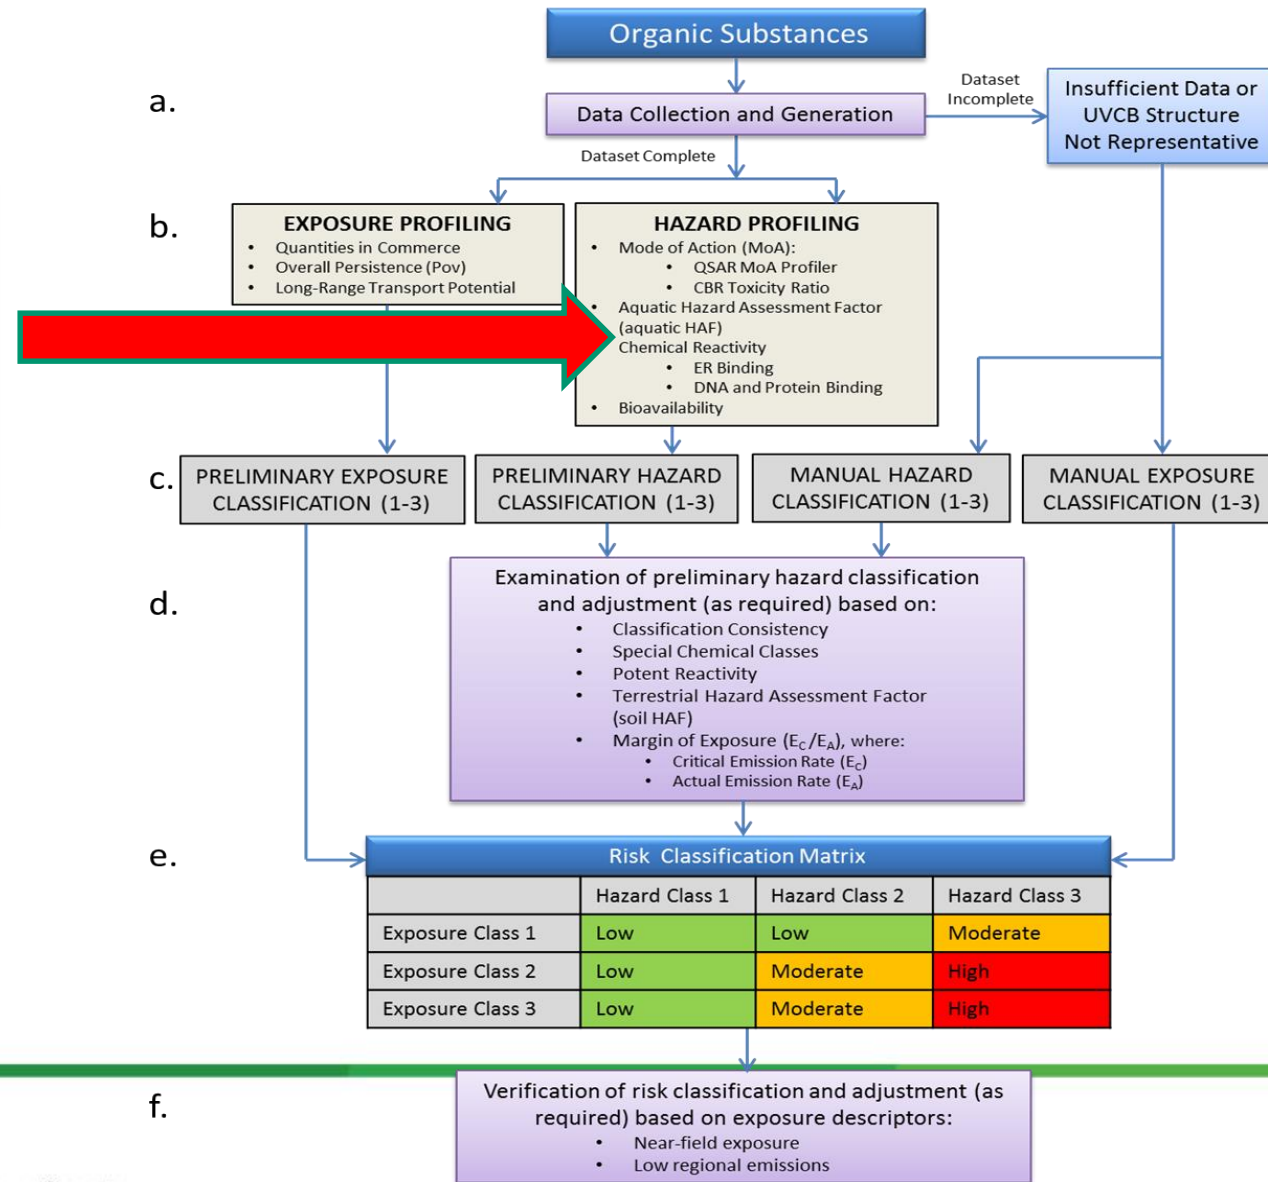 Organic Substances
a.
Data Collection and Generation
Dataset
Incomplete
Insufficient Data or
UVCB Structure
Not Representative
Dataset Complete
b.
EXPOSURE PROFILING
• Quantities in Commerce
• Overall Persistence (Pov)
• Long-Range Transport Potential
HAZARD PROFILING
• Mode of Action (MoA):
• QSAR MoA Profiler
• CBR Toxicity Ratio
• Aquatic Hazard Assessment Factor
(aquatic HAF)
Chemical Reactivity
• ER Binding
• DNA and Protein Binding
• Bioavailability
c.
PRELIMINARY EXPOSURE
CLASSIFICATION (1-3)
PRELIMINARY HAZARD
CLASSIFICATION (1-3)
MANUAL HAZARD
CLASSIFICATION (1-3)
MANUAL EXPOSURE
CLASSIFICATION (1-3)
d.
Examination of preliminary hazard classification
and adjustment (as required) based on:
• Classification Consistency
• Special Chemical Classes
• Potent Reactivity
• Terrestrial Hazard Assessment Factor
(soil HAF)
• Margin of Exposure (EC/EA), where:
• Critical Emission Rate (EC)
• Actual Emission Rate (EA)
e.
Risk Classification Matrix
Hazard Class 1 Hazard Class 2 Hazard Class 3
Exposure Class 1 Low Low Moderate
Exposure Class 2 Low Moderate High
Exposure Class 3 Low Moderate High
f.
Verification of risk classification and adjustment (as
required) based on exposure descriptors:
• Near-field exposure
• Low regional emissions